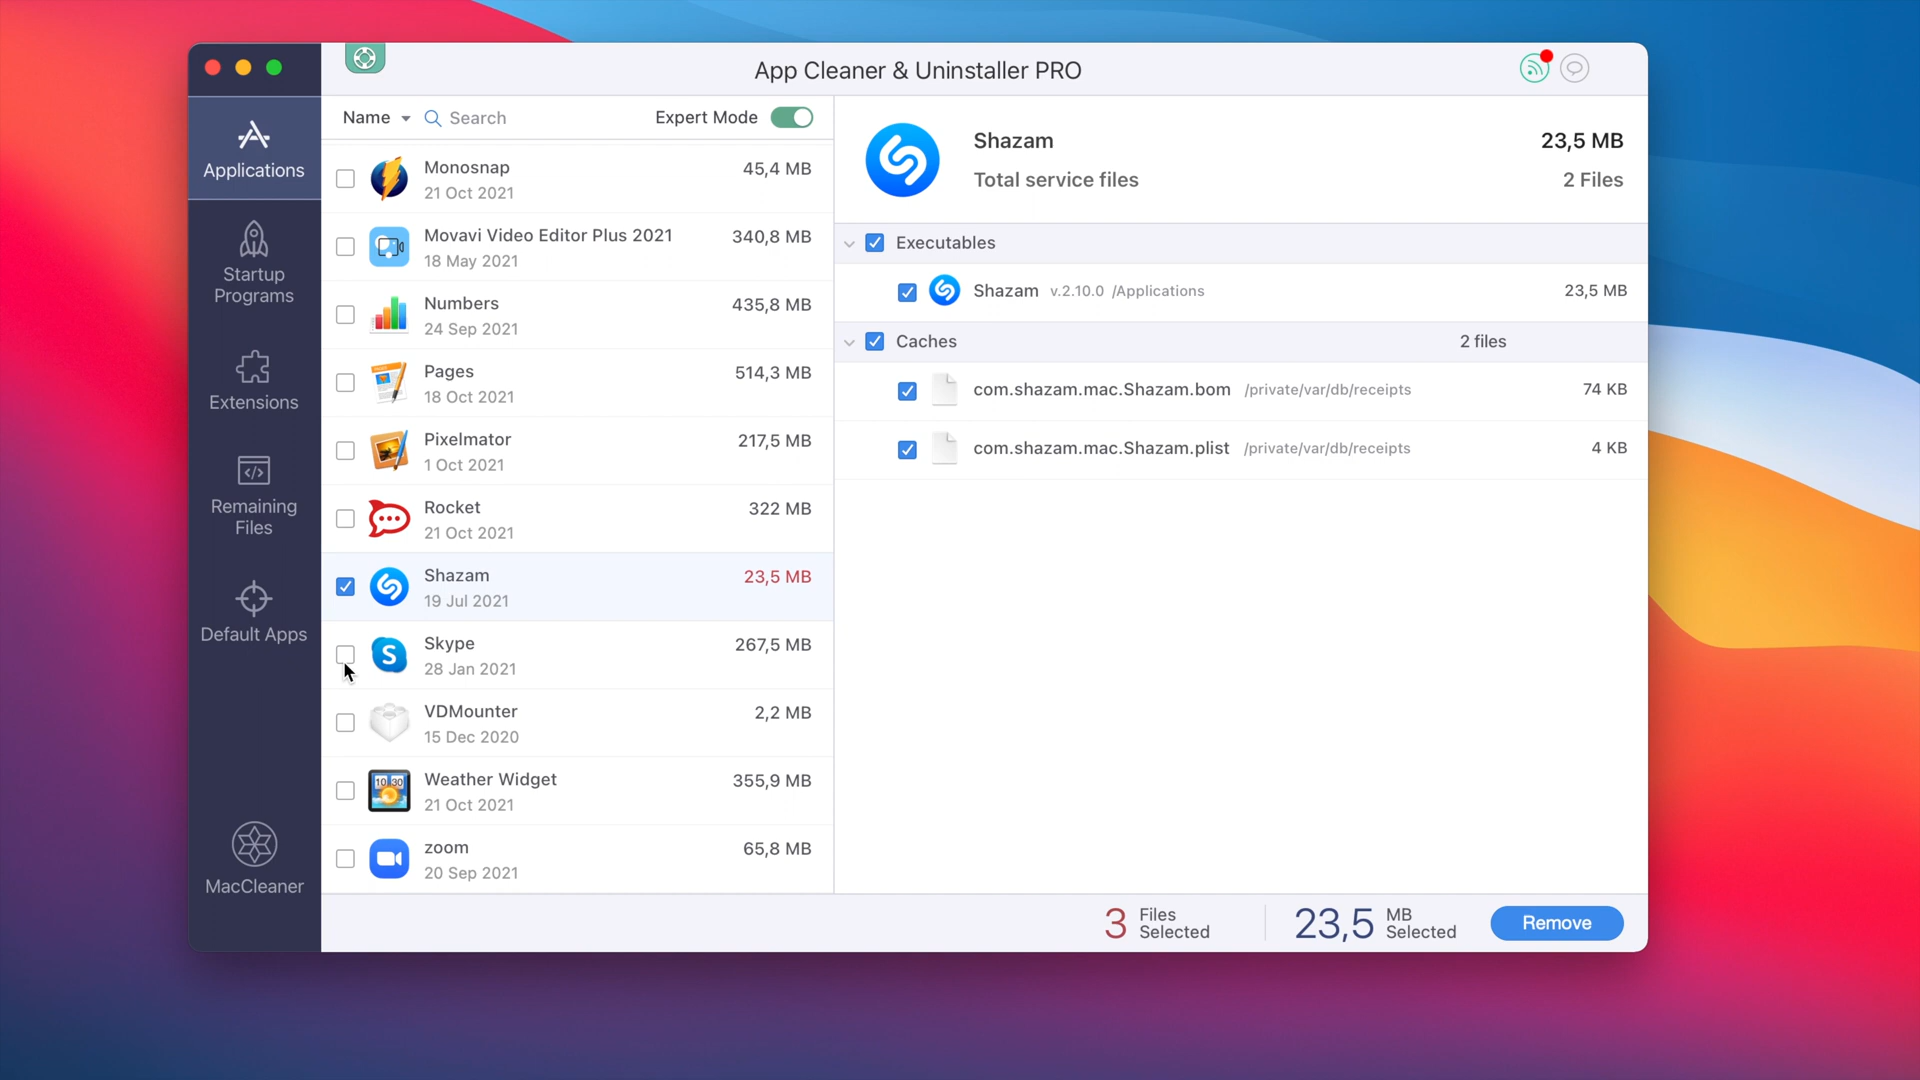 App Cleaner & Uninstaller PRO
Applications
Startup
Programs
Extensions
Remaining
Files
Default Apps
MacCleaner
Name Search Expert Mode
Monosnap 45,4 MB
21 Oct 2021
Movavi Video Editor Plus 2021 340,8 MB
18 May 2021
Numbers 435,8 MB
24 Sep 2021
Pages 514,3 MB
18 Oct 2021
Pixelmator 217,5 MB
1 Oct 2021
Rocket 322 MB
21 Oct 2021
Shazam 23,5 MB
19 Jul 2021
S
Skype 267,5 MB
28 Jan 2021
VDMounter 2,2 MB
15 Dec 2020
10 30
Weather Widget 355,9 MB
21 Oct 2021
zoom 65,8 MB
20 Sep 2021
Shazam 23,5 MB
Total service files 2 Files
Executables
Shazam v.2.10.0 /Applications 23,5 MB
Caches 2 files
com.shazam.mac.Shazam.bom /private/var/db/receipts 74 KB
com.shazam.mac.Shazam.plist /private/var/db/receipts 4 KB
3 Files
Selected
23,5 MB
Selected
Remove